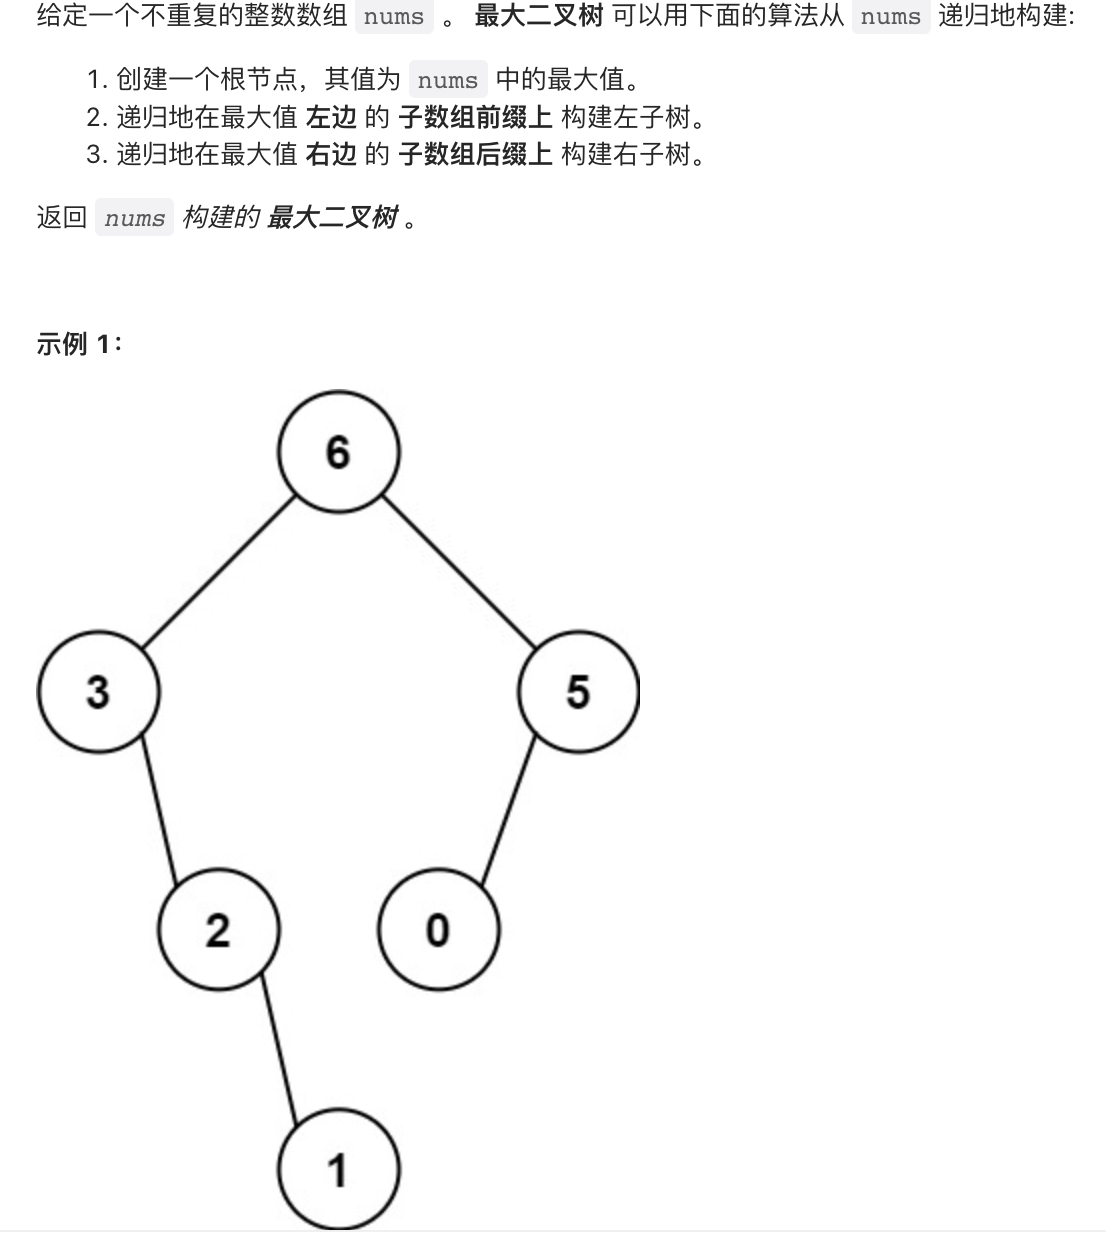 给定一个不重复的整数数组 nums 。 最大二叉树 可以用下面的算法从 nums 递归地构建:
1. 创建一个根节点，其值为 nums 中的最大值。
2. 递归地在最大值 左边 的 子数组前缀上 构建左子树。
3. 递归地在最大值 右边 的 子数组后缀上 构建右子树。
返回 nums 构建的 最大二叉树 。
示例 1：
6
3 5
2 0
1